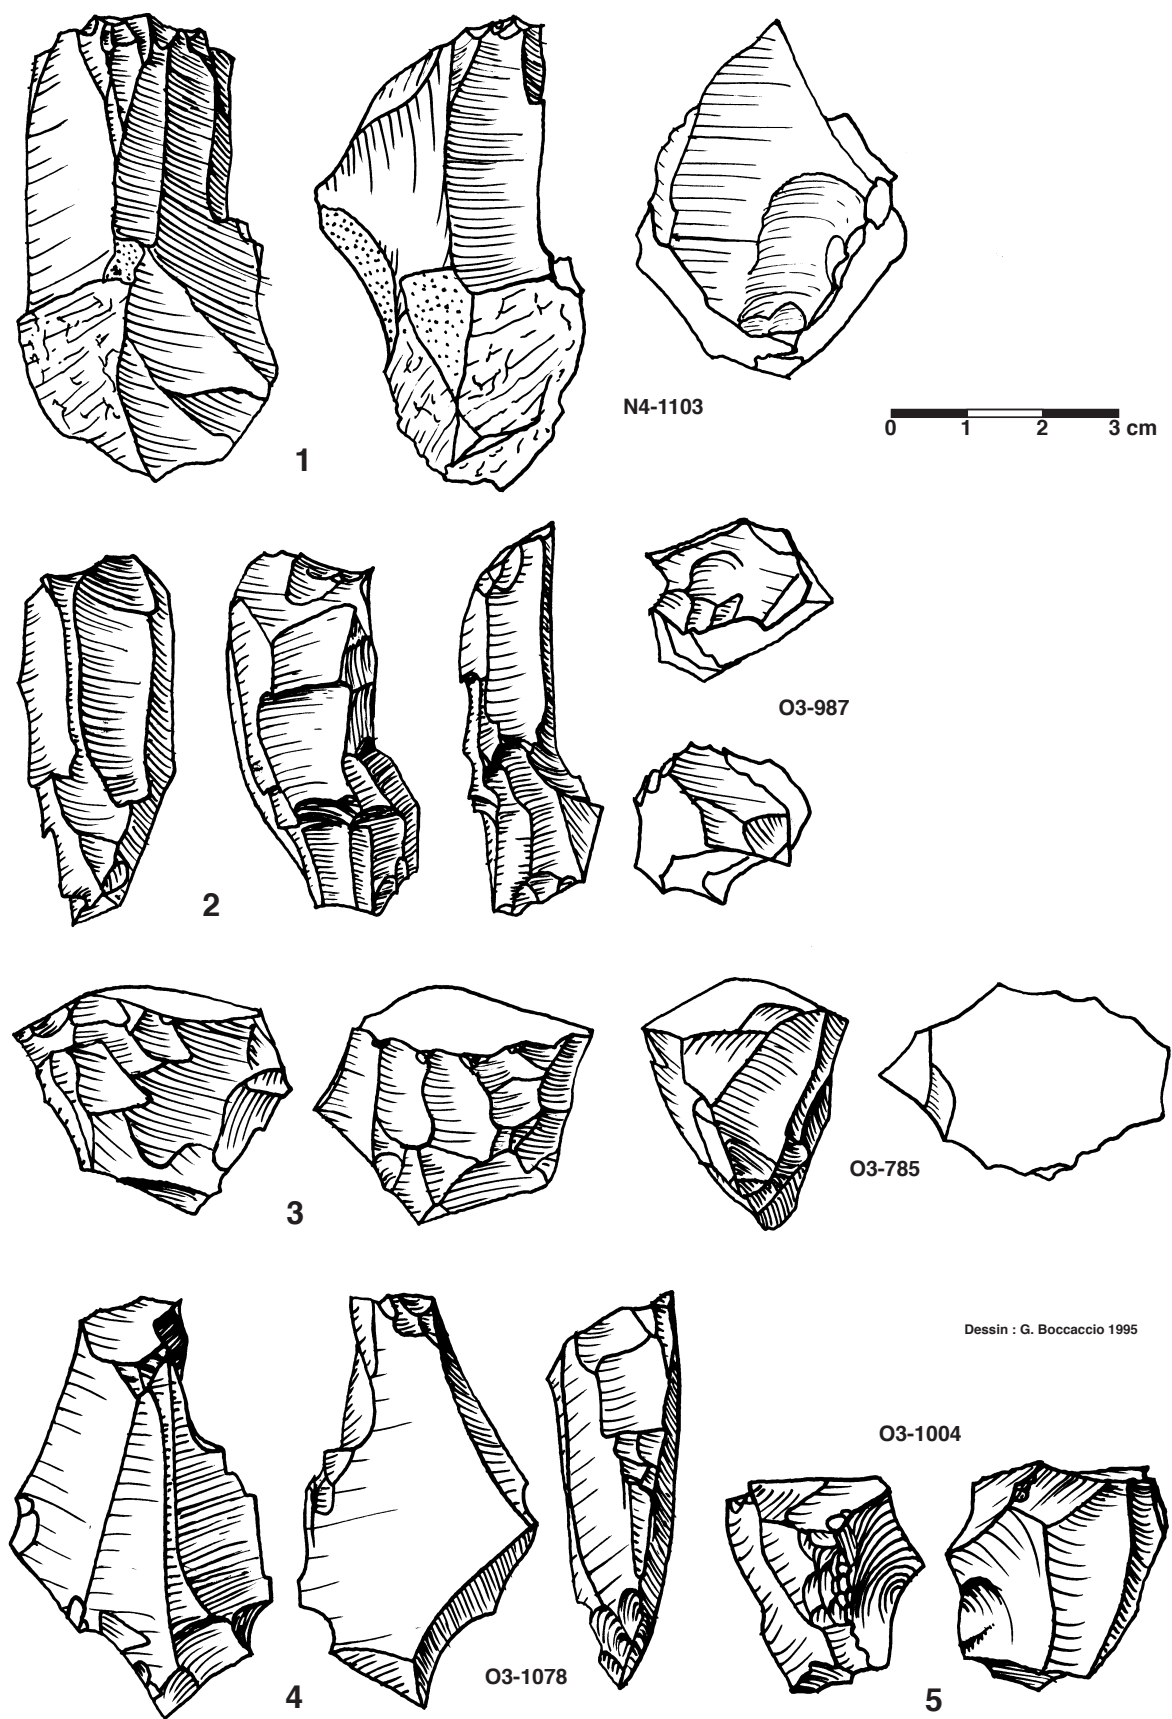 N4-1103
0 1 2 3 cm
1
O3-987
2
O3-785
3
Dessin : G. Boccaccio 1995
O3-1004
O3-1078
4
5